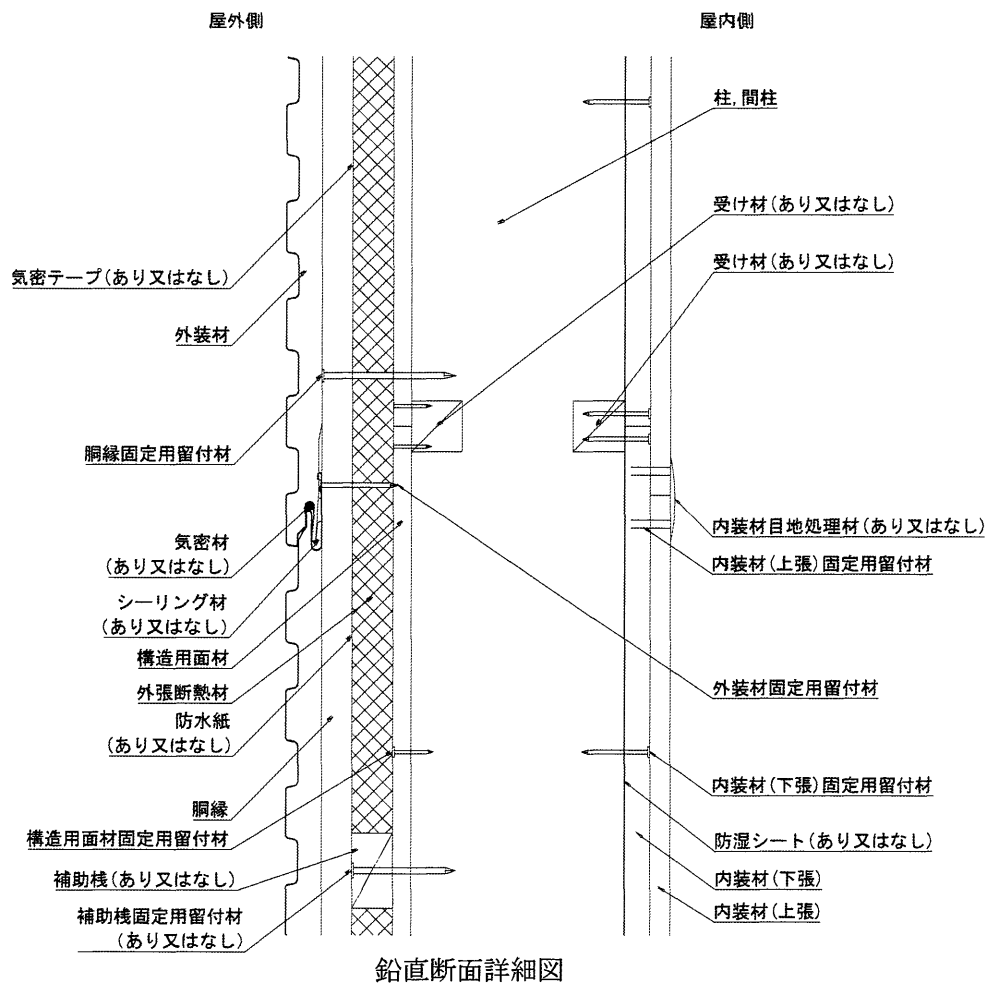 屋外側
屋内側
気密テープ(あり又はなし)
外装材
胴縁固定用留付材
気密材
(あり又はなし)
シーリング材
(あり又はなし)
構造用面材
外張断熱材
防水紙
(あり又はなし)
胴縁
構造用面材固定用留付材
補助桟(あり又はなし)
補助桟固定用留付材
(あり又はなし)
柱,間柱
受け材(あり又はなし)
受け材(あり又はなし)
内装材目地処理材(あり又はなし)
内装材(上張)固定用留付材
外装材固定用留付材
内装材(下張)固定用留付材
防湿シート(あり又はなし)
内装材(下張)
内装材(上張)
鉛直断面詳細図